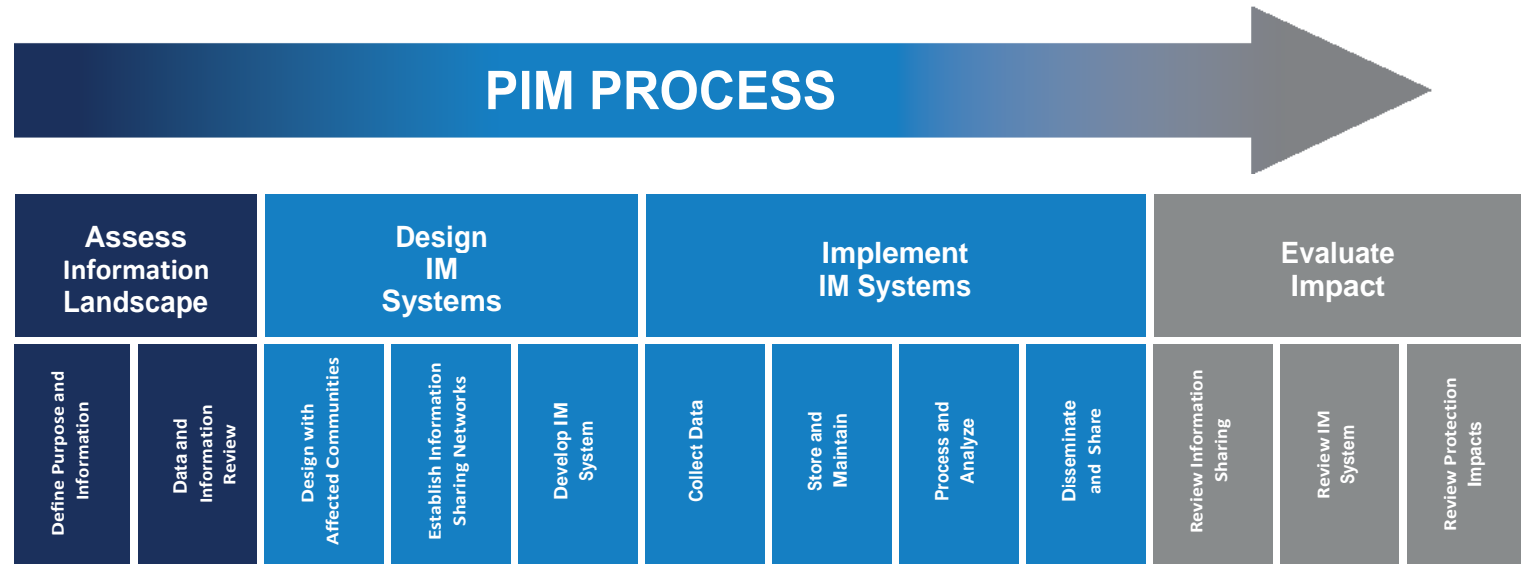 PIM PROCESS
Assess
Information
Landscape
Design
IM
Systems
Implement
IM Systems
Evaluate
Impact
Define Purpose and
Information
Data and
Information
Review
Design with
Affected Communities
Establish Information
Sharing Networks
Develop IM
System
Collect Data
Store and
Maintain
Process and
Analyze
Disseminate
and Share
Review Information
Sharing
Review IM
System
Review Protection
Impacts